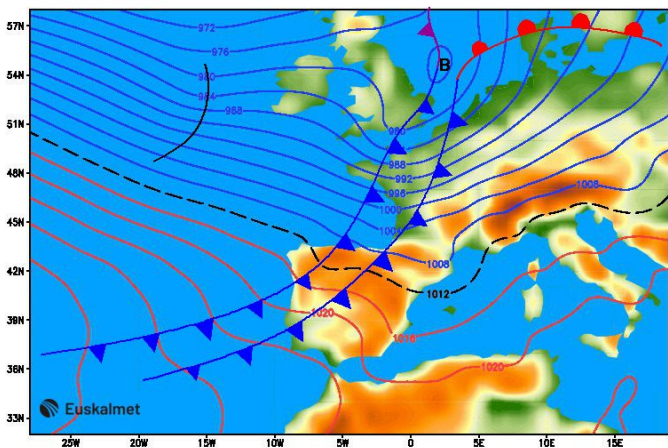 57N
54N
51N
48N
45N
42N
39N
36N
33N
972
976
980
984
988
B
980
988
992
996
1000
1004
1008
1008
1012
1020
1016
1020
Euskalmet
25W
20W
15W
10W
5W
0
5E
10E
15E